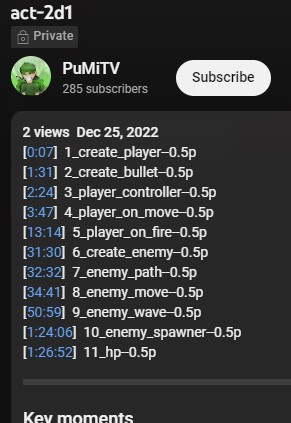 act-2d1
Private
PuMiTV
285 subscribers
Subscribe
2 views  Dec 25, 2022
[0:07]  1_create_player--0.5p
[1:31]  2_create_bullet--0.5p
[2:24]  3_player_controller--0.5p
[3:47]  4_player_on_move--0.5p
[13:14]  5_player_on_fire--0.5p
[31:30]  6_create_enemy--0.5p
[32:32]  7_enemy_path--0.5p
[34:41]  8_enemy_move--0.5p
[50:59]  9_enemy_wave--0.5p
[1:24:06]  10_enemy_spawner--0.5p
[1:26:52]  11_hp--0.5p
Key moments